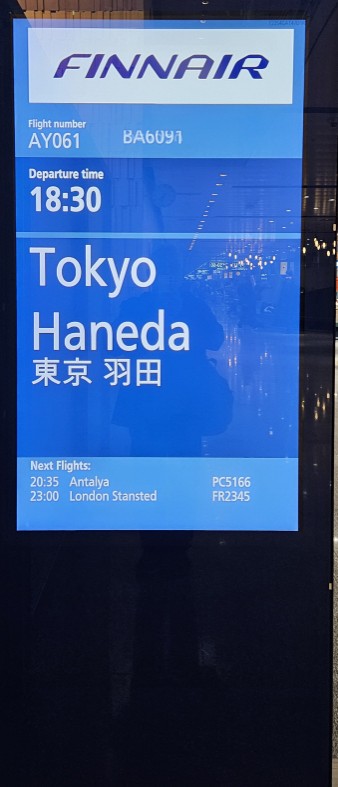 FINNAIR
Flight number
AY061 BA6091
Departure time
18:30
Tokyo
Haneda
東京 羽田
Next Flights:
20:35 Antalya PC5166
23:00 London Stansted FR2345